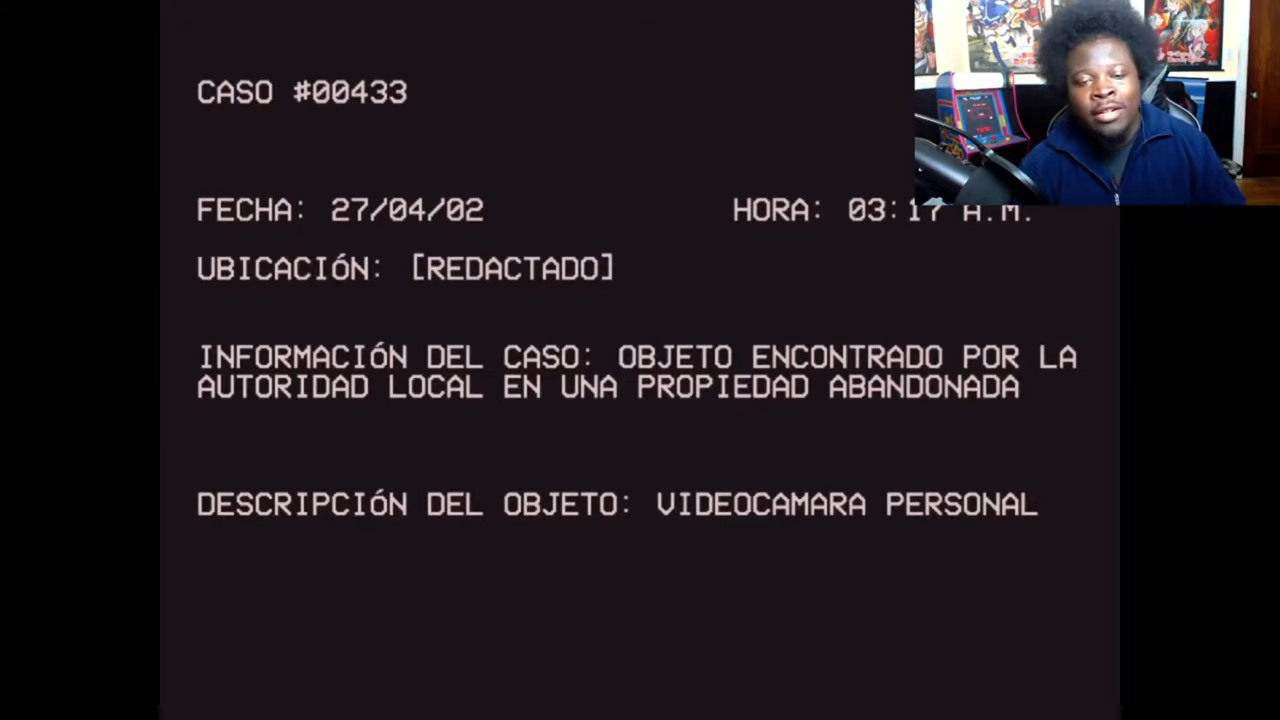 CASO #00433
FECHA: 27/04/02 HORA: 03:17 A.M.
UBICACIÓN: [REDACTADO]
INFORMACIÓN DEL CASO: OBJETO ENCONTRADO POR LA
AUTORIDAD LOCAL EN UNA PROPIEDAD ABANDONADA
DESCRIPCIÓN DEL OBJETO: VIDEOCAMARA PERSONAL